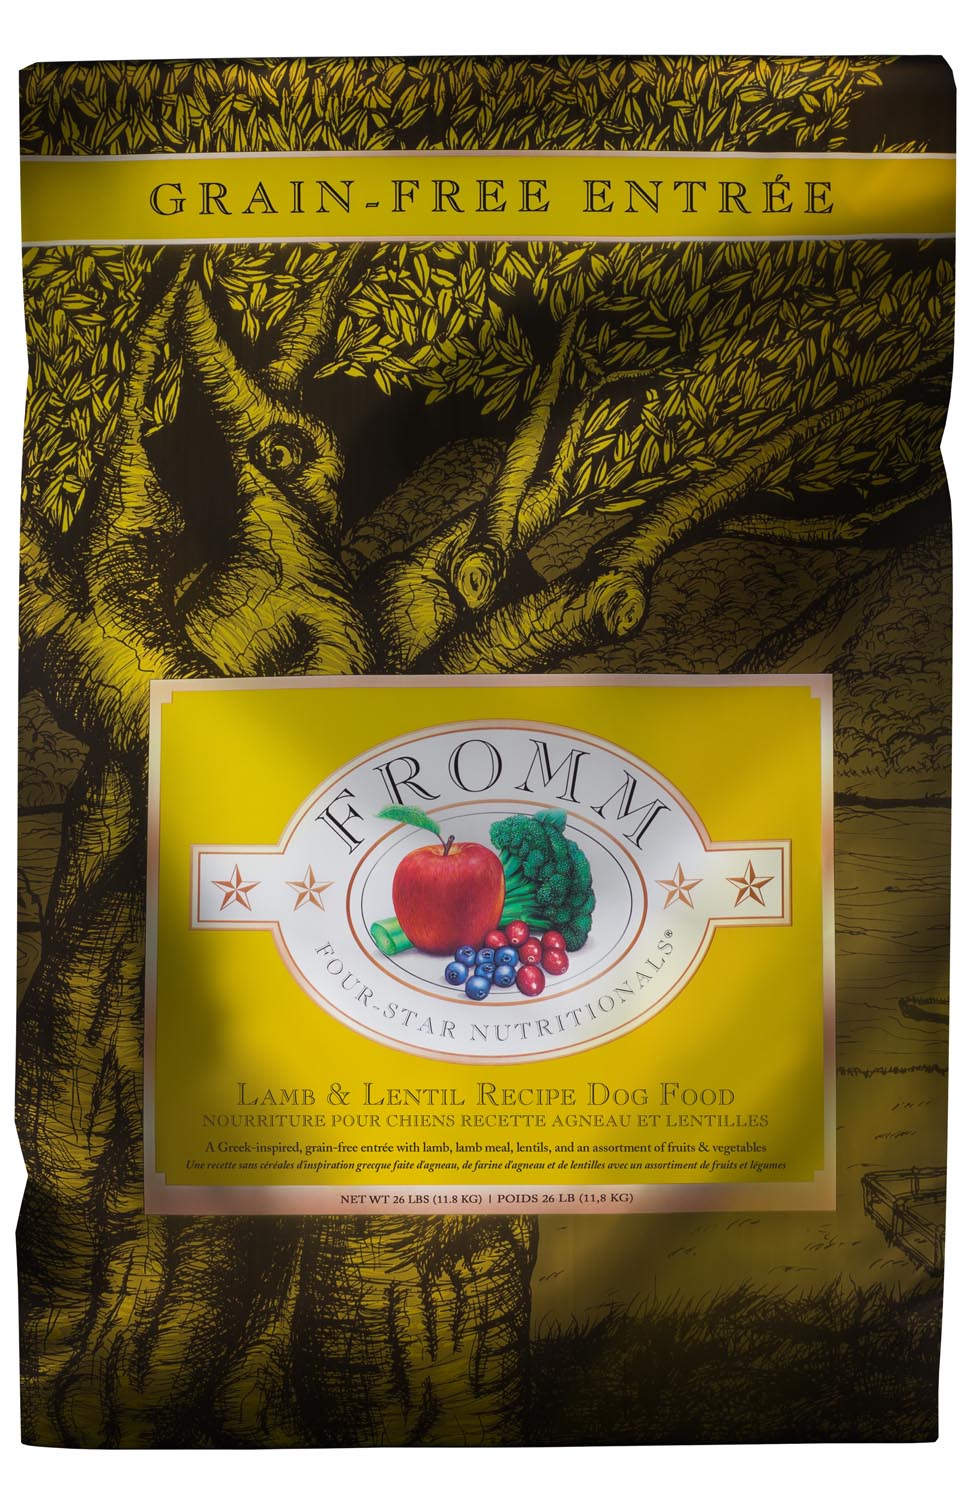 GRAIN-FREE ENTRÉE
FROMM
FOUR-STAR NUTRITIONALS®
LAMB & LENTIL RECIPE DOG FOOD
NOURRITURE POUR CHIENS RECETTE AGNEAU ET LENTILLES
A Greek-inspired, grain-free entrée with lamb, lamb meal, lentils, and an assortment of fruits & vegetables
Une recette sans céréales d'inspiration grecque faite d'agneau, de farine d'agneau et de lentilles avec un assortiment de fruits et légumes
NET WT 26 LBS (11.8 KG) | POIDS 26 LB (11,8 KG)